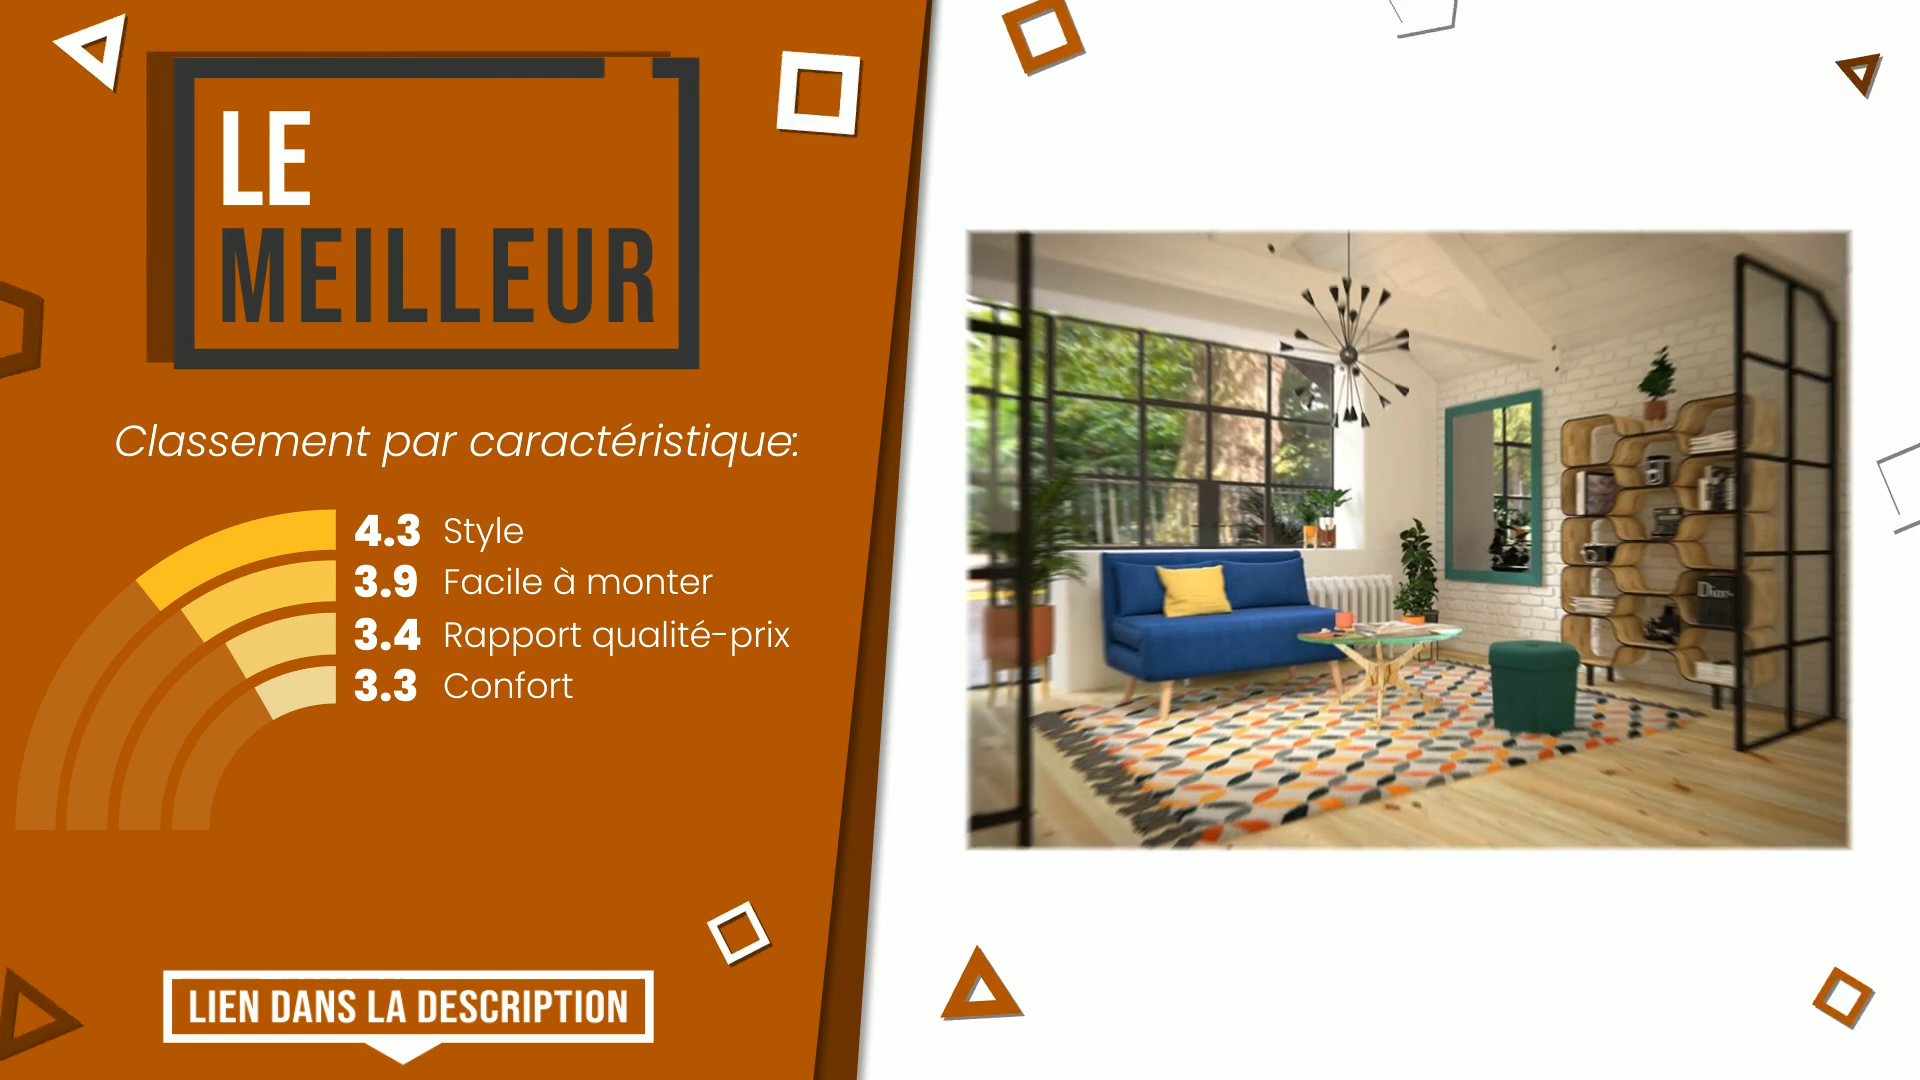 LE
MEILLEUR
Classement par caractéristique:
4.3 Style
3.9 Facile à monter
3.4 Rapport qualité-prix
3.3 Confort
LIEN DANS LA DESCRIPTION